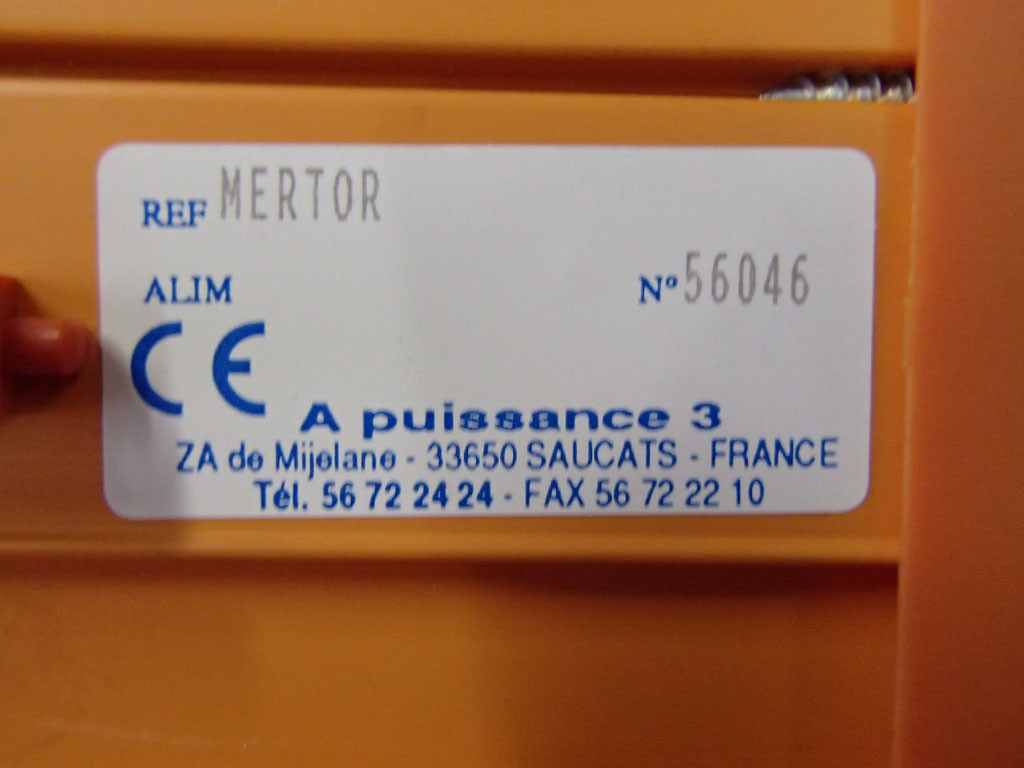 REF MERTOR
ALIM N° 56046
CE
A puissance 3
ZA de Mijelane - 33650 SAUCATS - FRANCE
Tél. 56 72 24 24 - FAX 56 72 22 10